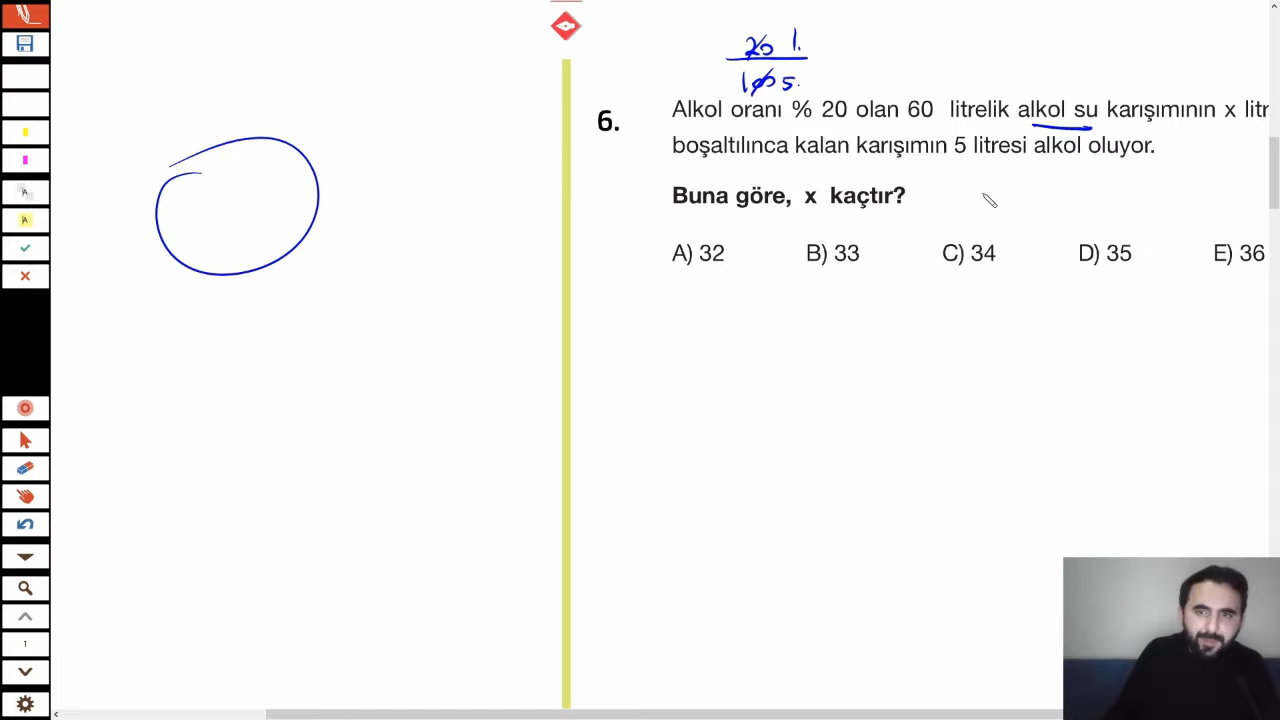 20 1.
100 5.
6.
Alkol oranı % 20 olan 60 litrelik alkol su karışımının x litr
boşaltılınca kalan karışımın 5 litresi alkol oluyor.
Buna göre, x kaçtır?
A) 32 B) 33 C) 34 D) 35 E) 36
A
A
1